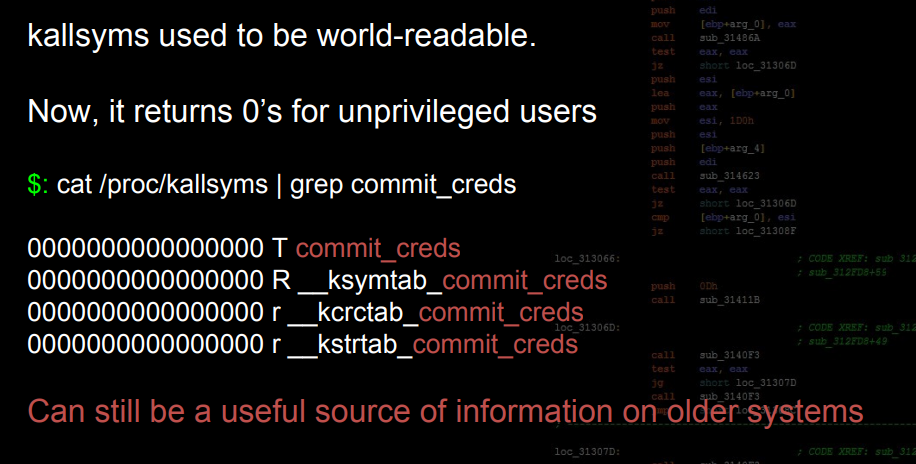 kallsyms used to be world-readable.
Now, it returns 0’s for unprivileged users
$: cat /proc/kallsyms | grep commit_creds
0000000000000000 T commit_creds
0000000000000000 R __ksymtab_commit_creds
0000000000000000 r __kcrctab_commit_creds
0000000000000000 r __kstrtab_commit_creds
Can still be a useful source of information on older systems
push edi
mov [ebp+arg_0], eax
call sub_31486A
test eax, eax
jz short loc_31306D
push esi
lea eax, [ebp+arg_0]
push eax
mov esi, 1D0h
push esi
push [ebp+arg_4]
push edi
call sub_314623
test eax, eax
jz short loc_31306D
cmp [ebp+arg_0], esi
jz short loc_31308F
loc_313066: ; CODE XREF: sub_312
; sub_312FD8+59
push 0Dh
call sub_31411B
loc_31306D: ; CODE XREF: sub_312
; sub_312FD8+49
call sub_3140F3
test eax, eax
jg short loc_31307D
call sub_3140F3
loc_31307D: ; CODE XREF: sub_312